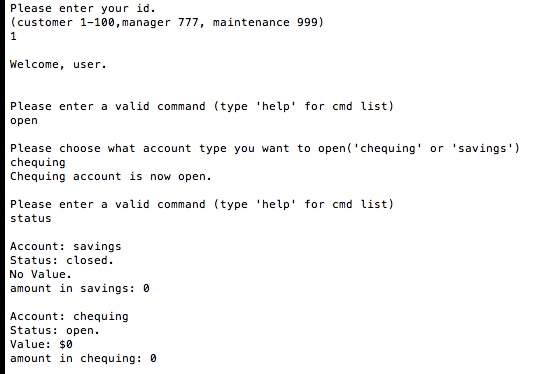 Please enter your id.
(customer 1-100,manager 777, maintenance 999)
1
Welcome, user.
Please enter a valid command (type 'help' for cmd list)
open
Please choose what account type you want to open('chequing' or 'savings')
chequing
Chequing account is now open.
Please enter a valid command (type 'help' for cmd list)
status
Account: savings
Status: closed.
No Value.
amount in savings: 0
Account: chequing
Status: open.
Value: $0
amount in chequing: 0